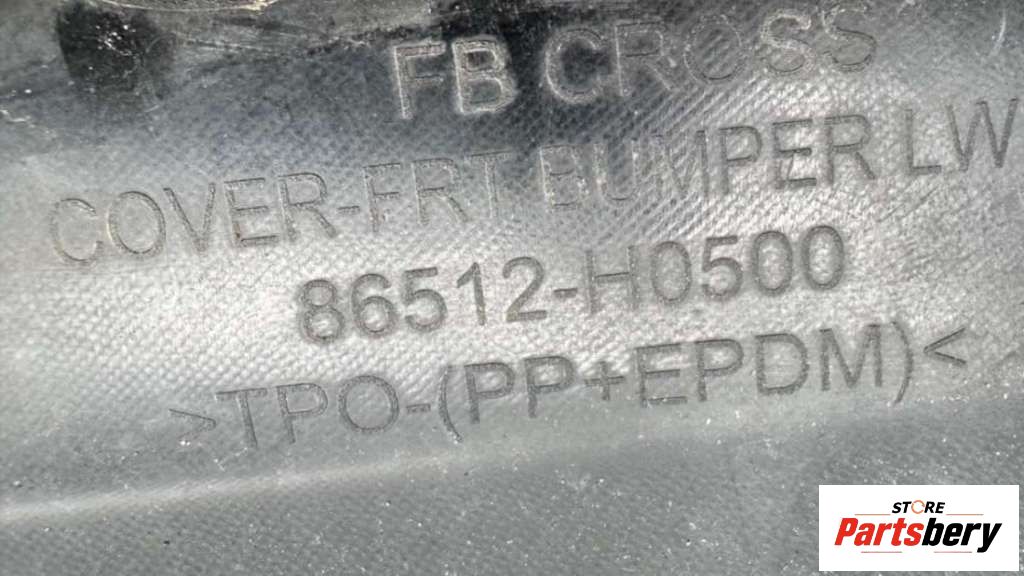 FB CROSS
COVER-FRT BUMPER LW
86512-H0500
>TPO-(PP+EPDM)<
STORE
Partsbery